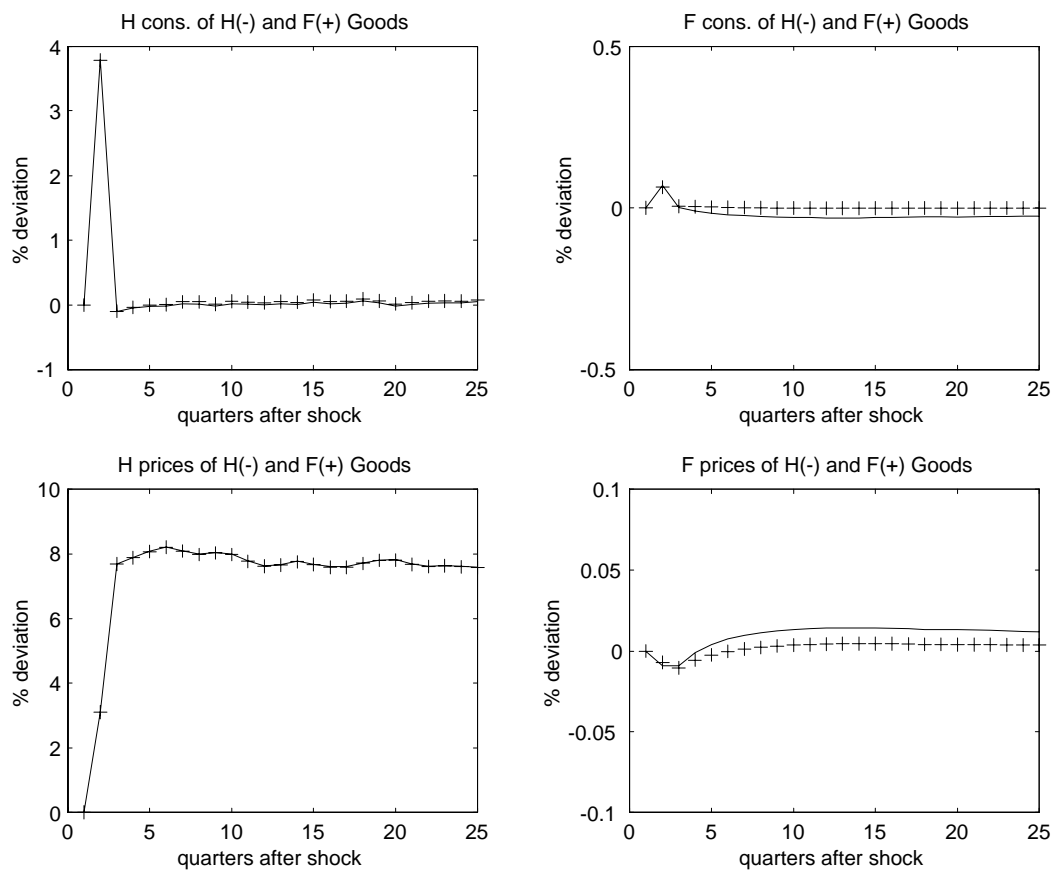 H cons. of H(-) and F(+) Goods
4
3
2
1
0
-1
% deviation
0 5 10 15 20 25
quarters after shock
F cons. of H(-) and F(+) Goods
0.5
0
-0.5
% deviation
0 5 10 15 20 25
quarters after shock
H prices of H(-) and F(+) Goods
10
8
6
4
2
0
% deviation
0 5 10 15 20 25
quarters after shock
F prices of H(-) and F(+) Goods
0.1
0.05
0
-0.05
-0.1
% deviation
0 5 10 15 20 25
quarters after shock